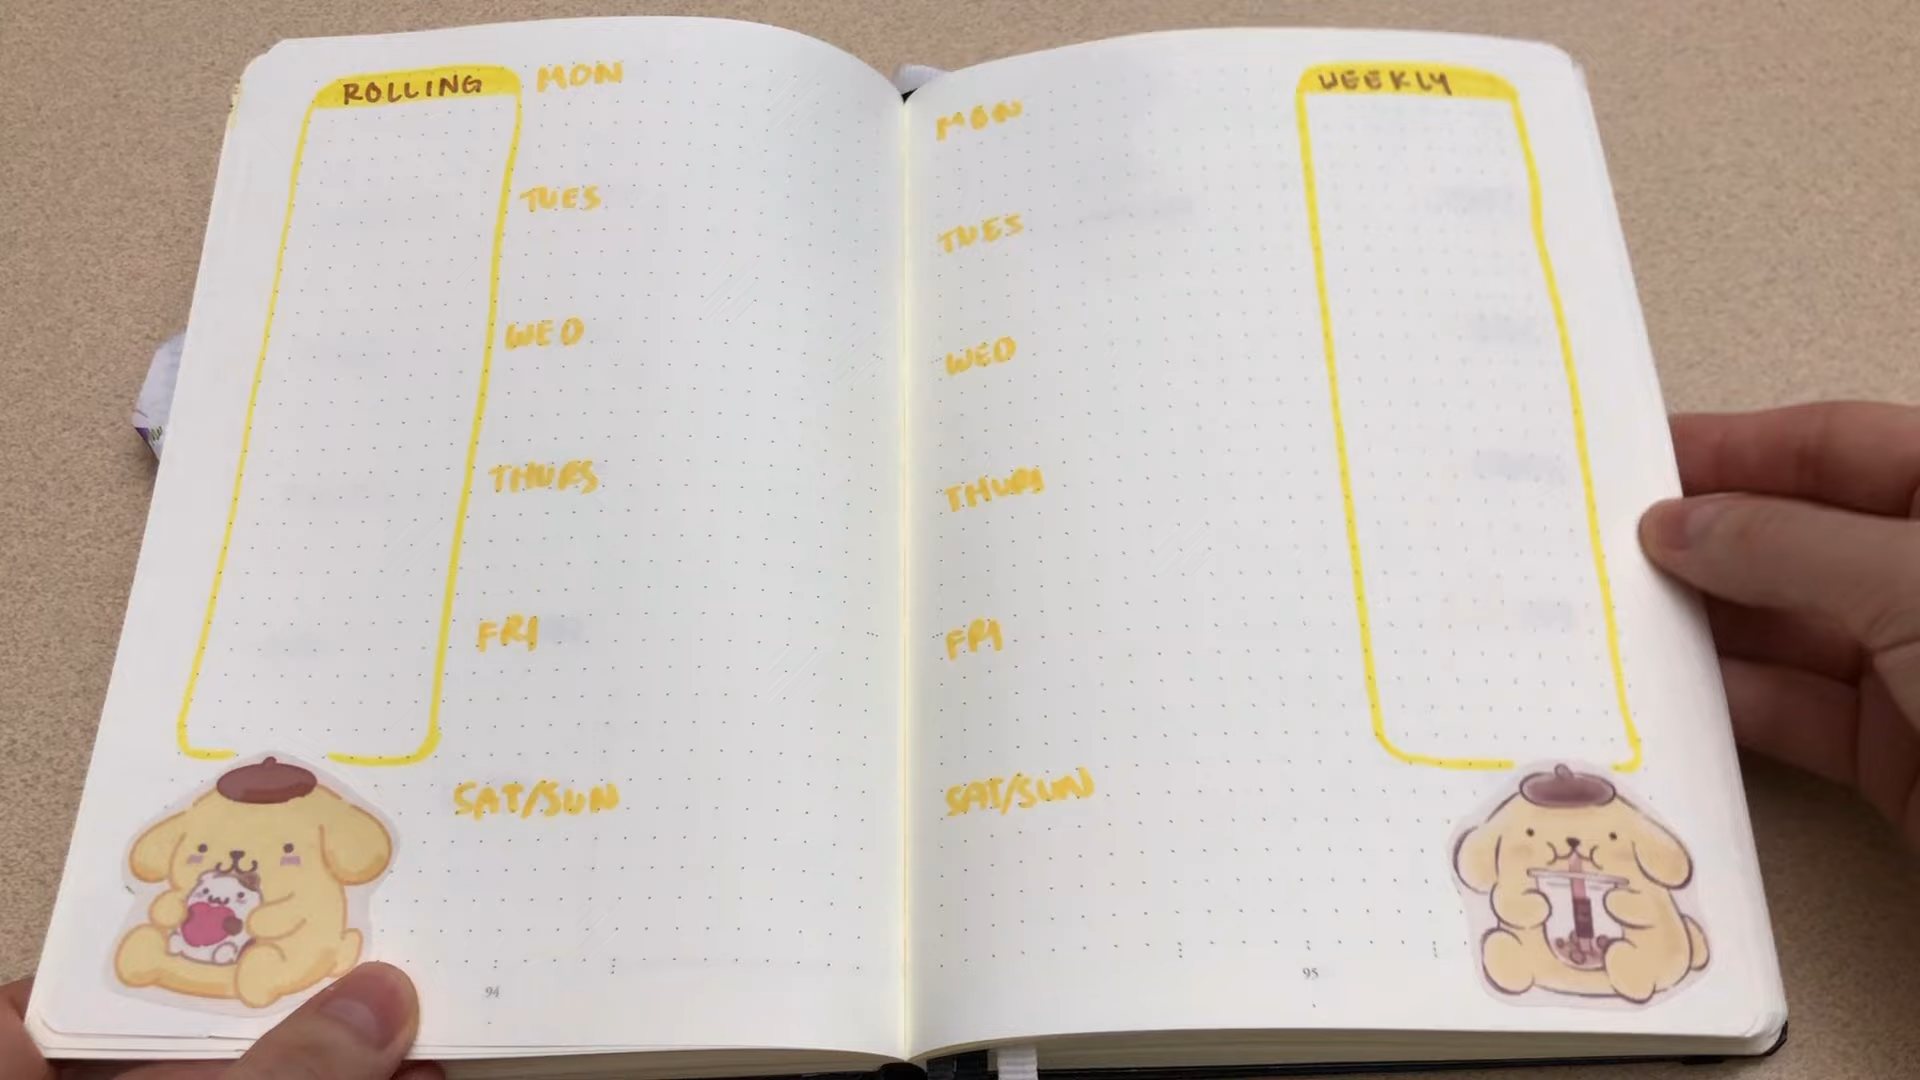 ROLLING
MON
TUES
WED
THURS
FRI
SAT/SUN
94
WEEKLY
MON
TUES
WED
THURS
FRI
SAT/SUN
95